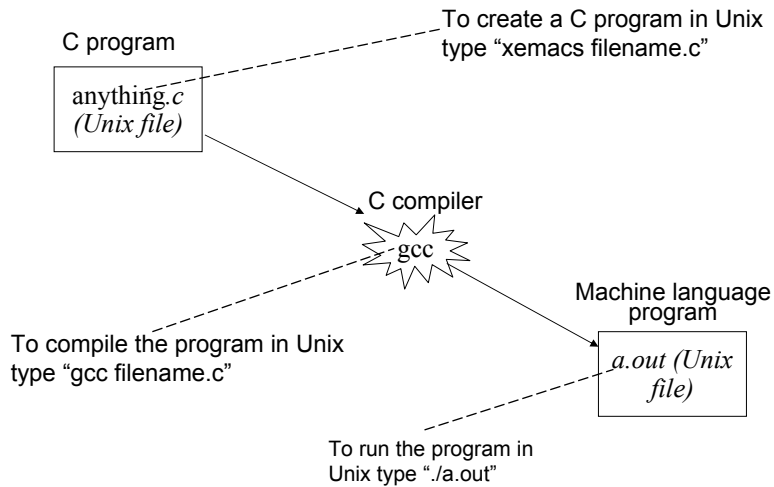 To create a C program in Unix
type “xemacs filename.c”
C program
anything.c
(Unix file)
C compiler
gcc
Machine language
program
a.out (Unix
file)
To compile the program in Unix
type “gcc filename.c”
To run the program in
Unix type “./a.out”